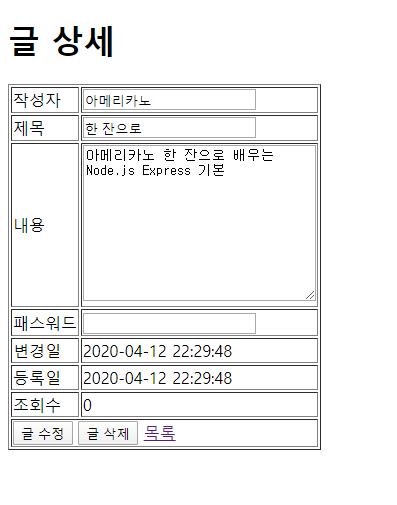 글 상세
작성자 아메리카노
제목 한 잔으로
내용 아메리카노 한 잔으로 배우는
Node.js Express 기본
패스워드
변경일 2020-04-12 22:29:48
등록일 2020-04-12 22:29:48
조회수 0
글 수정 글 삭제 목록